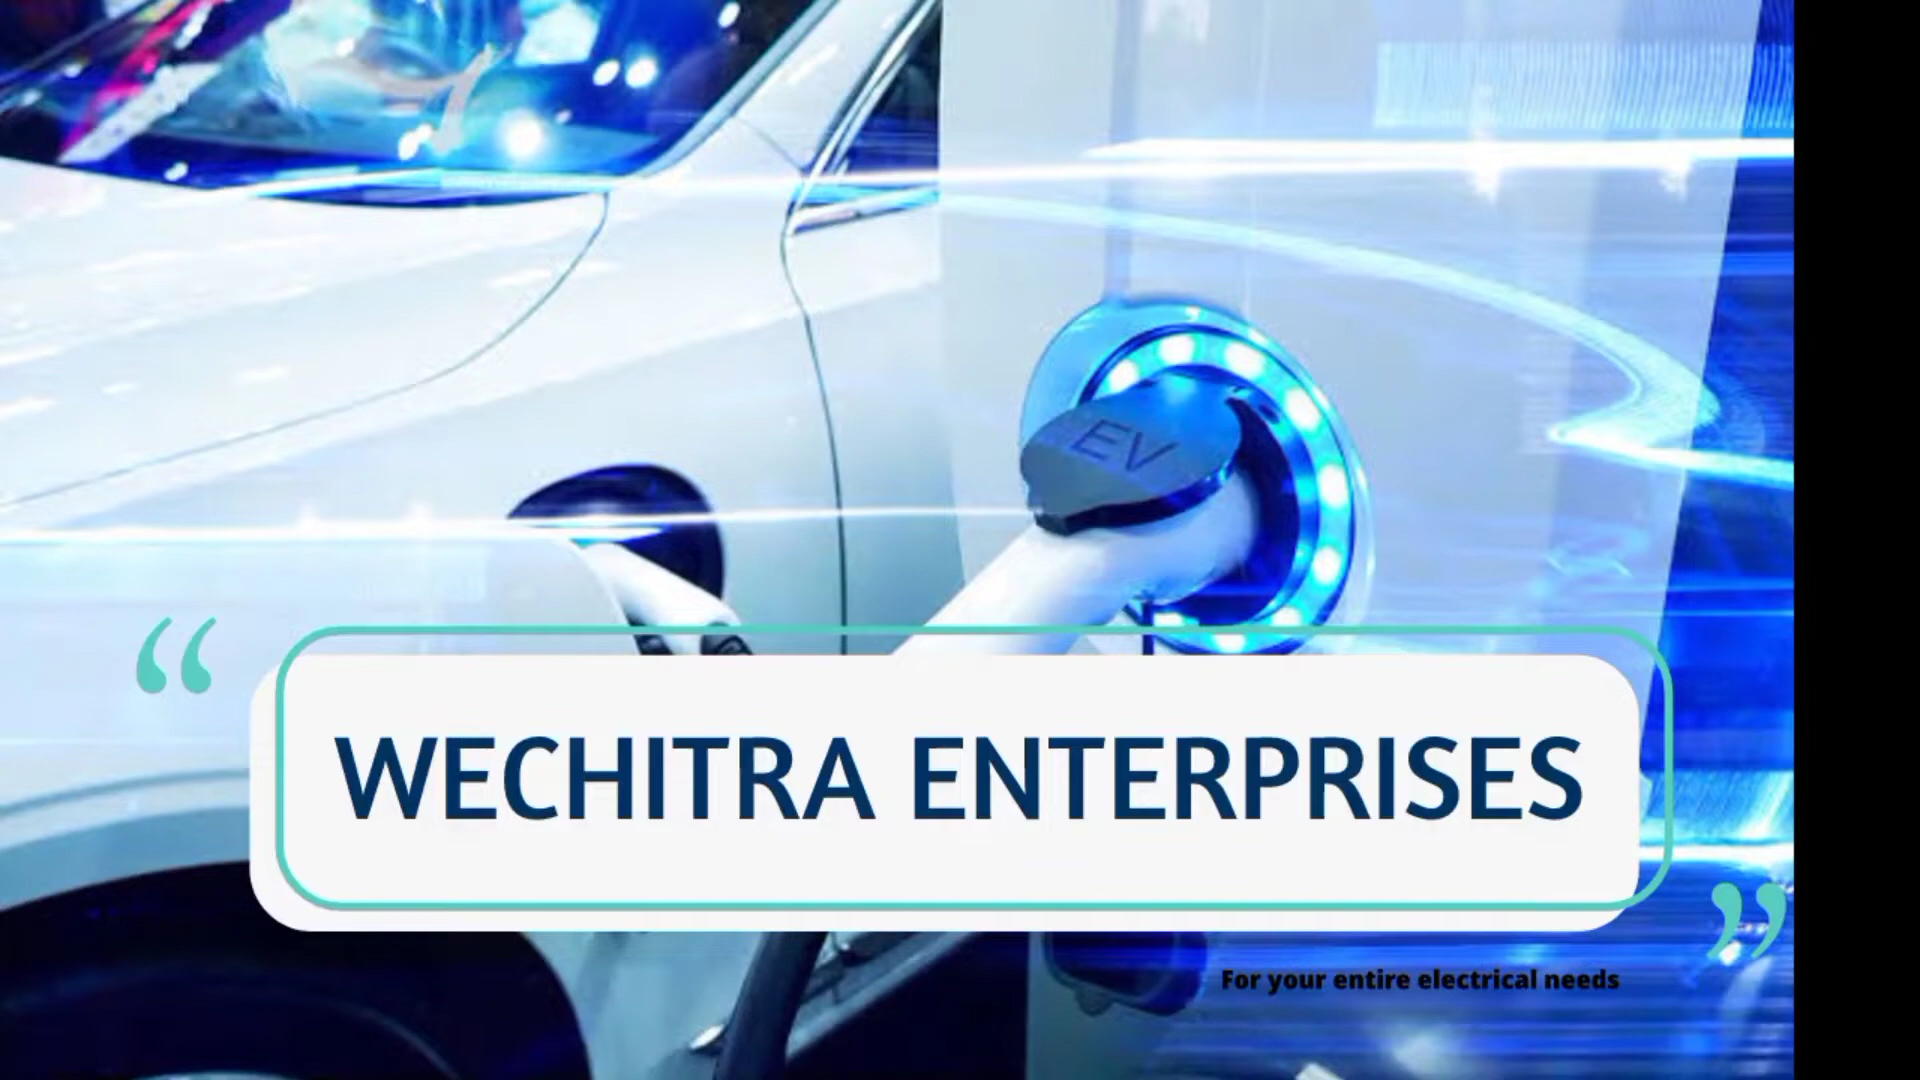 EV
“
WECHITRA ENTERPRISES
”
For your entire electrical needs